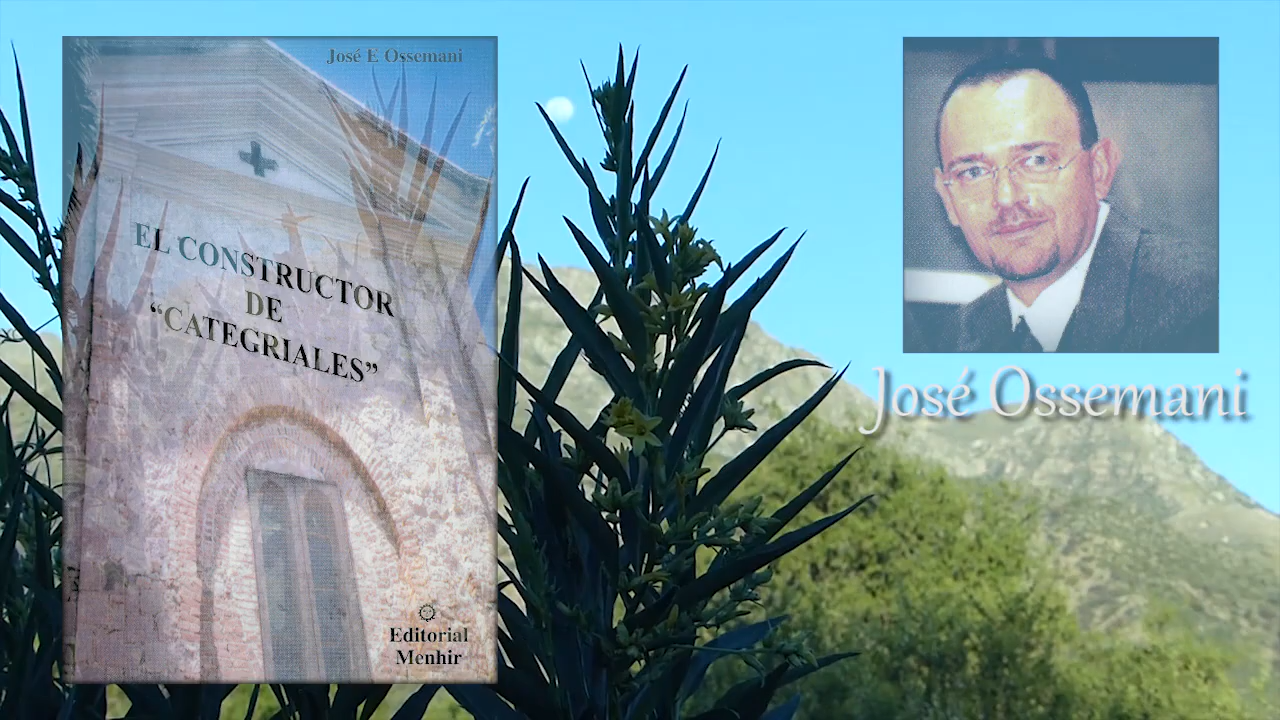 José E Ossemani
EL CONSTRUCTOR
DE
“CATEGRIALES”
Editorial
Menhir
José Ossemani